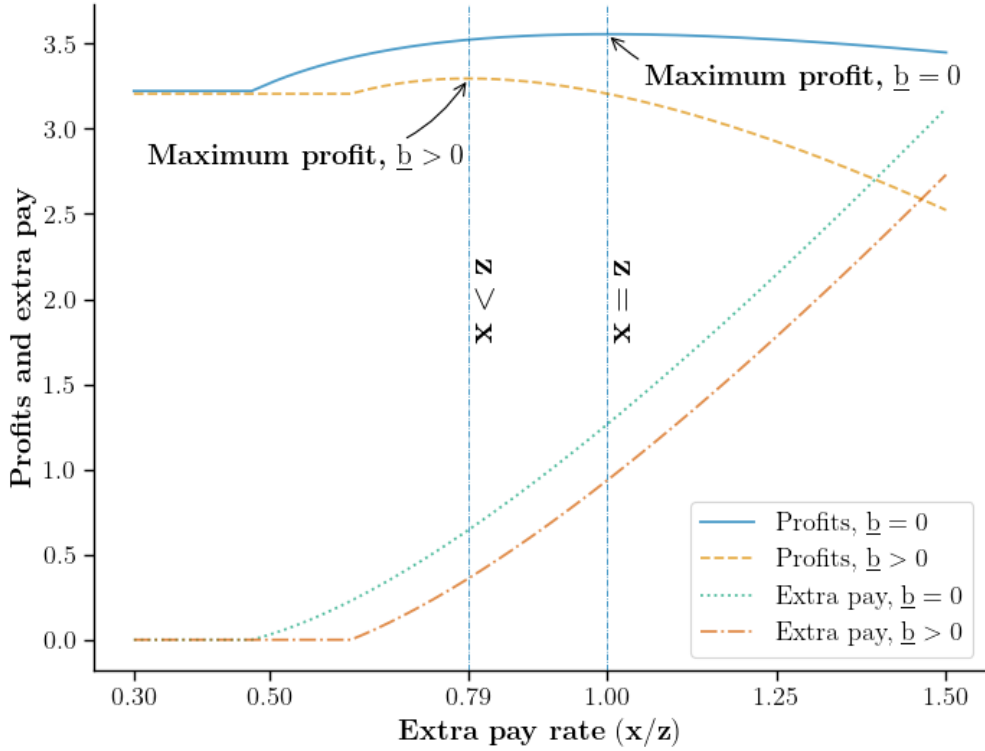 3.5
3.0
2.5
2.0
1.5
1.0
0.5
0.0
Profits and extra pay
Maximum profit, b = 0
Maximum profit, b > 0
x < z
x = z
Profits, b = 0
Profits, b > 0
Extra pay, b = 0
Extra pay, b > 0
0.30
0.50
0.79
1.00
1.25
1.50
Extra pay rate (x/z)